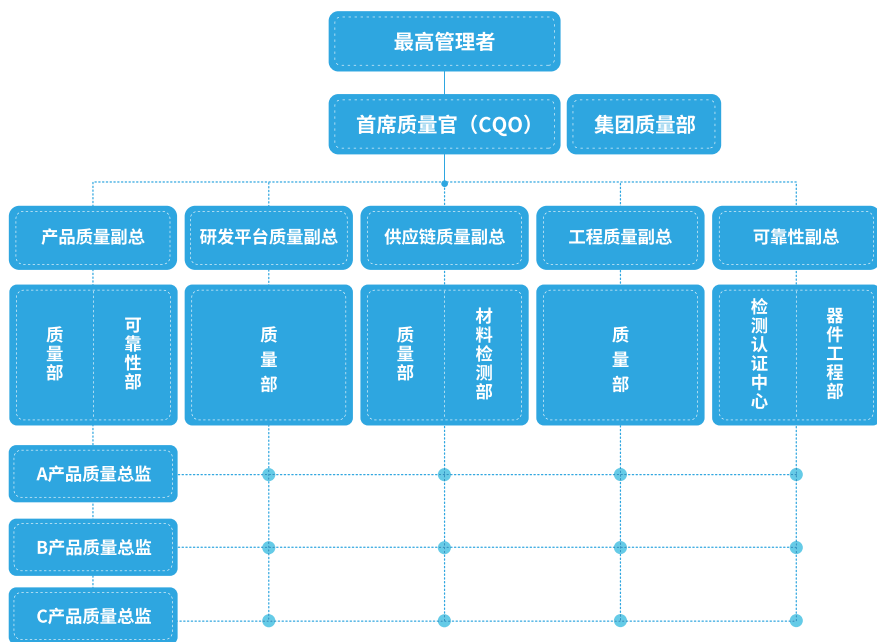 最高管理者
首席质量官（CQO）
集团质量部
产品质量副总
研发平台质量副总
供应链质量副总
工程质量副总
可靠性副总
质量部
可靠性部
质量部
质量部
材料检测部
质量部
检测认证中心
器件工程部
A产品质量总监
B产品质量总监
C产品质量总监